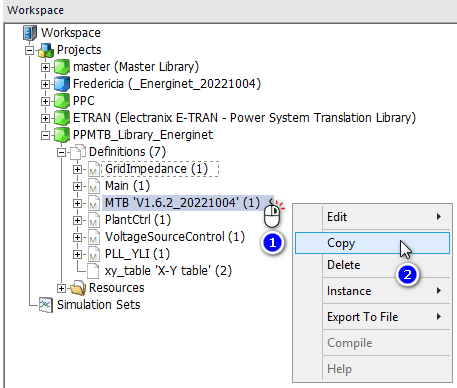 Workspace
Workspace
Projects
master (Master Library)
Fredericia (_Energinet_20221004)
PPC
ETRAN (Electranix E-TRAN - Power System Translation Library)
PPMTB_Library_Energinet
Definitions (7)
GridImpedance (1)
Main (1)
MTB 'V1.6.2_20221004' (1)
PlantCtrl (1)
VoltageSourceControl (1)
PLL_YLI (1)
xy_table 'X-Y table' (2)
Resources
Simulation Sets
1
Edit
Copy
2
Delete
Instance
Export To File
Compile
Help